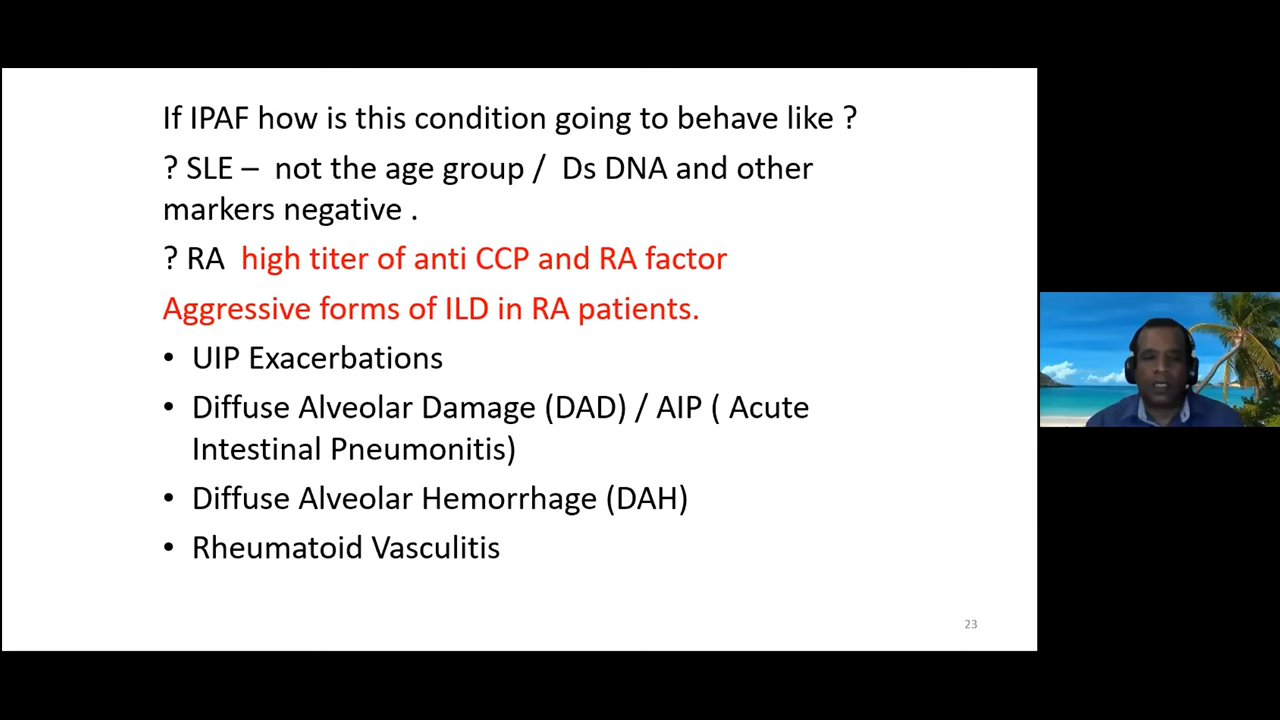 If IPAF how is this condition going to behave like ?
? SLE – not the age group / Ds DNA and other
markers negative .
? RA high titer of anti CCP and RA factor
Aggressive forms of ILD in RA patients.
• UIP Exacerbations
• Diffuse Alveolar Damage (DAD) / AIP ( Acute
Intestinal Pneumonitis)
• Diffuse Alveolar Hemorrhage (DAH)
• Rheumatoid Vasculitis
23